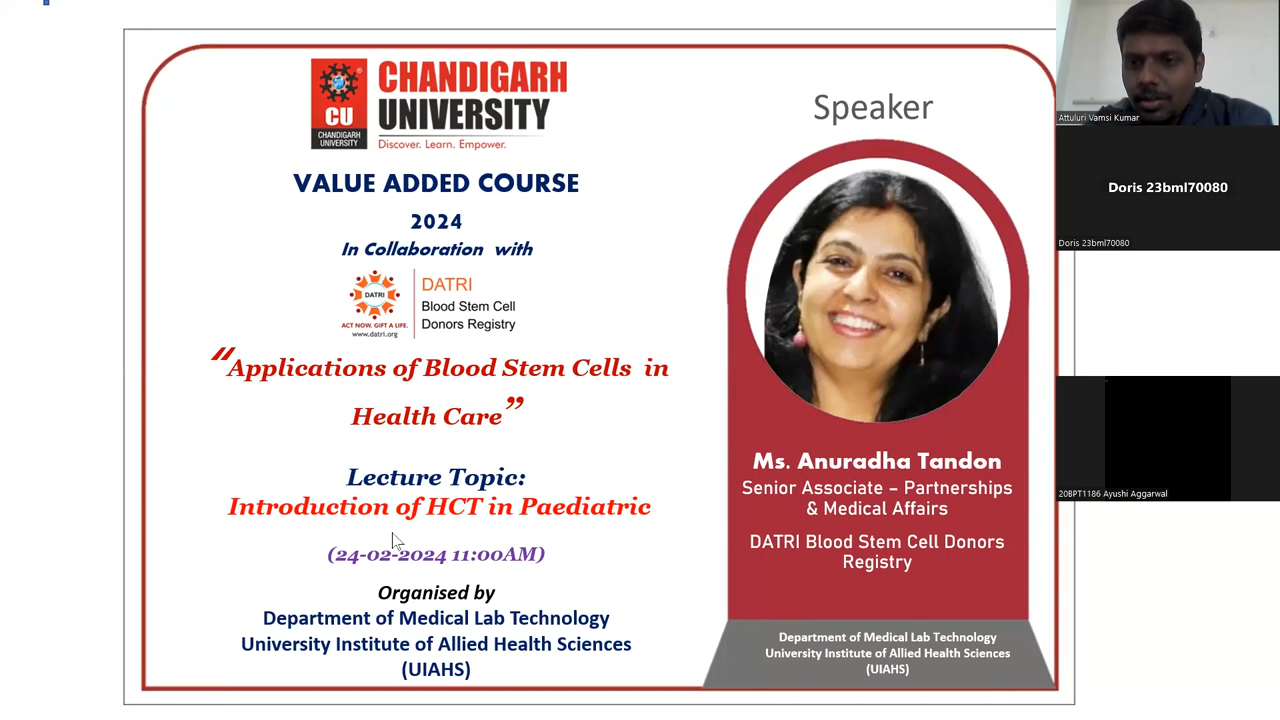 CU
CHANDIGARH
UNIVERSITY
CHANDIGARH
UNIVERSITY
Discover. Learn. Empower.
VALUE ADDED COURSE
2024
In Collaboration with
DATRI
ACT NOW. GIFT A LIFE.
www.datri.org
DATRI
Blood Stem Cell
Donors Registry
"Applications of Blood Stem Cells in
Health Care"
Lecture Topic:
Introduction of HCT in Paediatric
(24-02-2024 11:00AM)
Organised by
Department of Medical Lab Technology
University Institute of Allied Health Sciences
(UIAHS)
Speaker
Ms. Anuradha Tandon
Senior Associate – Partnerships
& Medical Affairs
DATRI Blood Stem Cell Donors
Registry
Department of Medical Lab Technology
University Institute of Allied Health Sciences
(UIAHS)
Attuluri Vamsi Kumar
Doris 23bml70080
Doris 23bml70080
20BPT1186 Ayushi Aggarwal